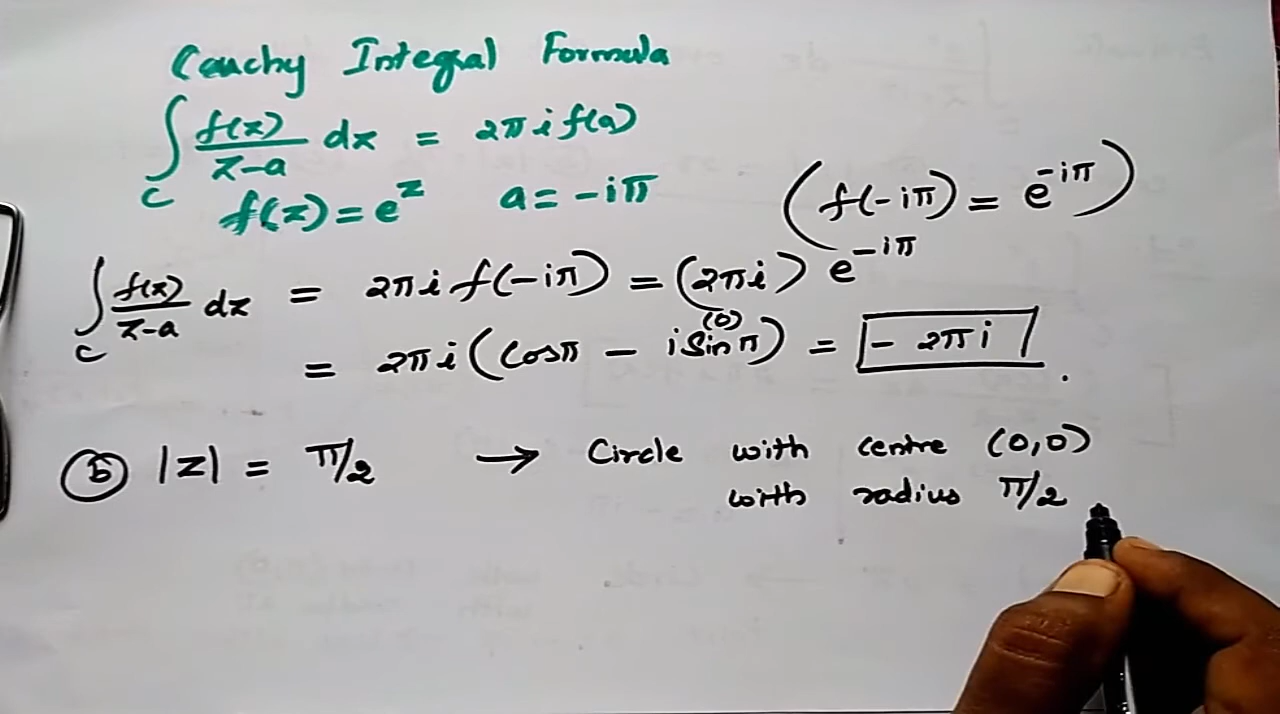 Cauchy Integral Formula
∫_C f(z)/(z-a) dz = 2πi f(a)
f(z) = e^z a = -iπ
(f(-iπ) = e^{-iπ})
∫_C f(z)/(z-a) dz = 2πi f(-iπ) = (2πi) e^{-iπ}
= 2πi (Cosπ - i Sinπ (0)) = - 2πi .
(b) |z| = π/2 → Circle with centre (0,0)
with radius π/2